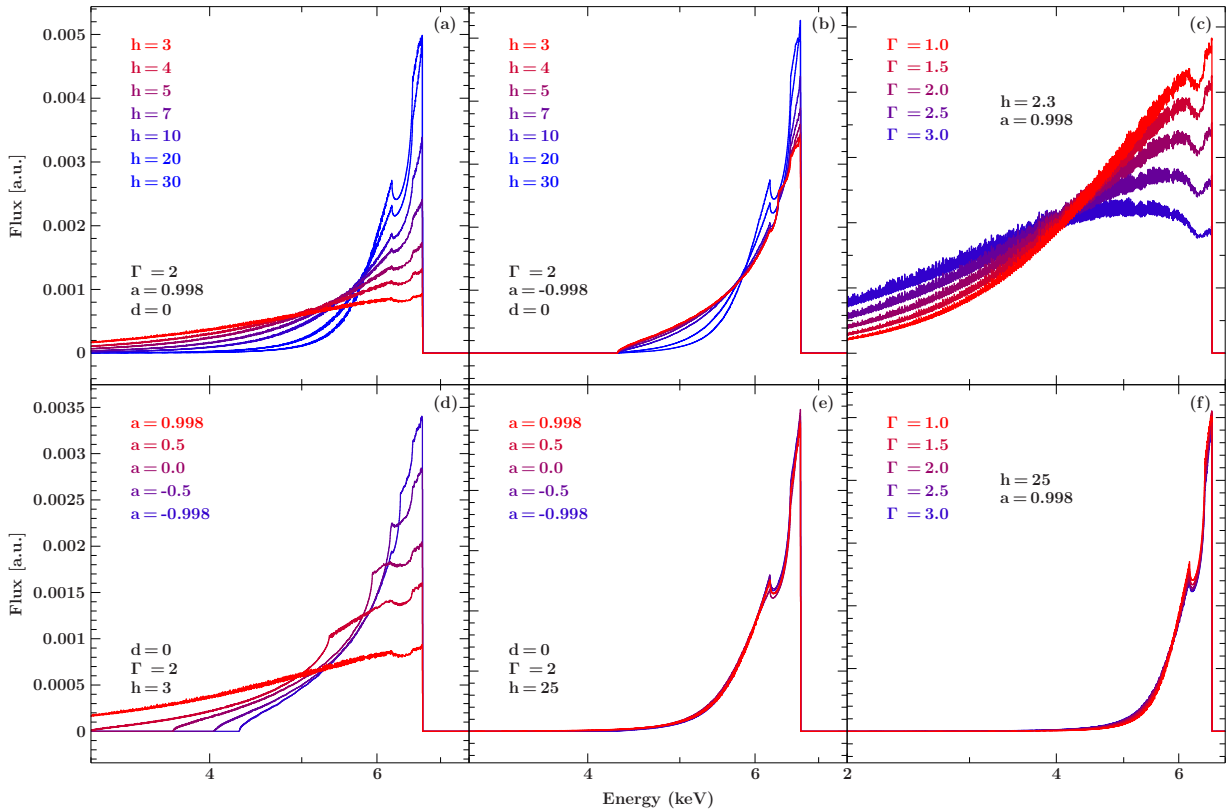 (a)
h = 3
h = 4
h = 5
h = 7
h = 10
h = 20
h = 30
Γ = 2
a = 0.998
d = 0
0.005
0.004
0.003
0.002
0.001
0
Flux [a.u.]
(b)
h = 3
h = 4
h = 5
h = 7
h = 10
h = 20
h = 30
Γ = 2
a = -0.998
d = 0
(c)
Γ = 1.0
Γ = 1.5
Γ = 2.0
Γ = 2.5
Γ = 3.0
h = 2.3
a = 0.998
(d)
a = 0.998
a = 0.5
a = 0.0
a = -0.5
a = -0.998
d = 0
Γ = 2
h = 3
0.0035
0.003
0.0025
0.002
0.0015
0.001
0.0005
0
Flux [a.u.]
4 6
(e)
a = 0.998
a = 0.5
a = 0.0
a = -0.5
a = -0.998
d = 0
Γ = 2
h = 25
4 6
(f)
Γ = 1.0
Γ = 1.5
Γ = 2.0
Γ = 2.5
Γ = 3.0
h = 25
a = 0.998
2 4 5 6
Energy (keV)